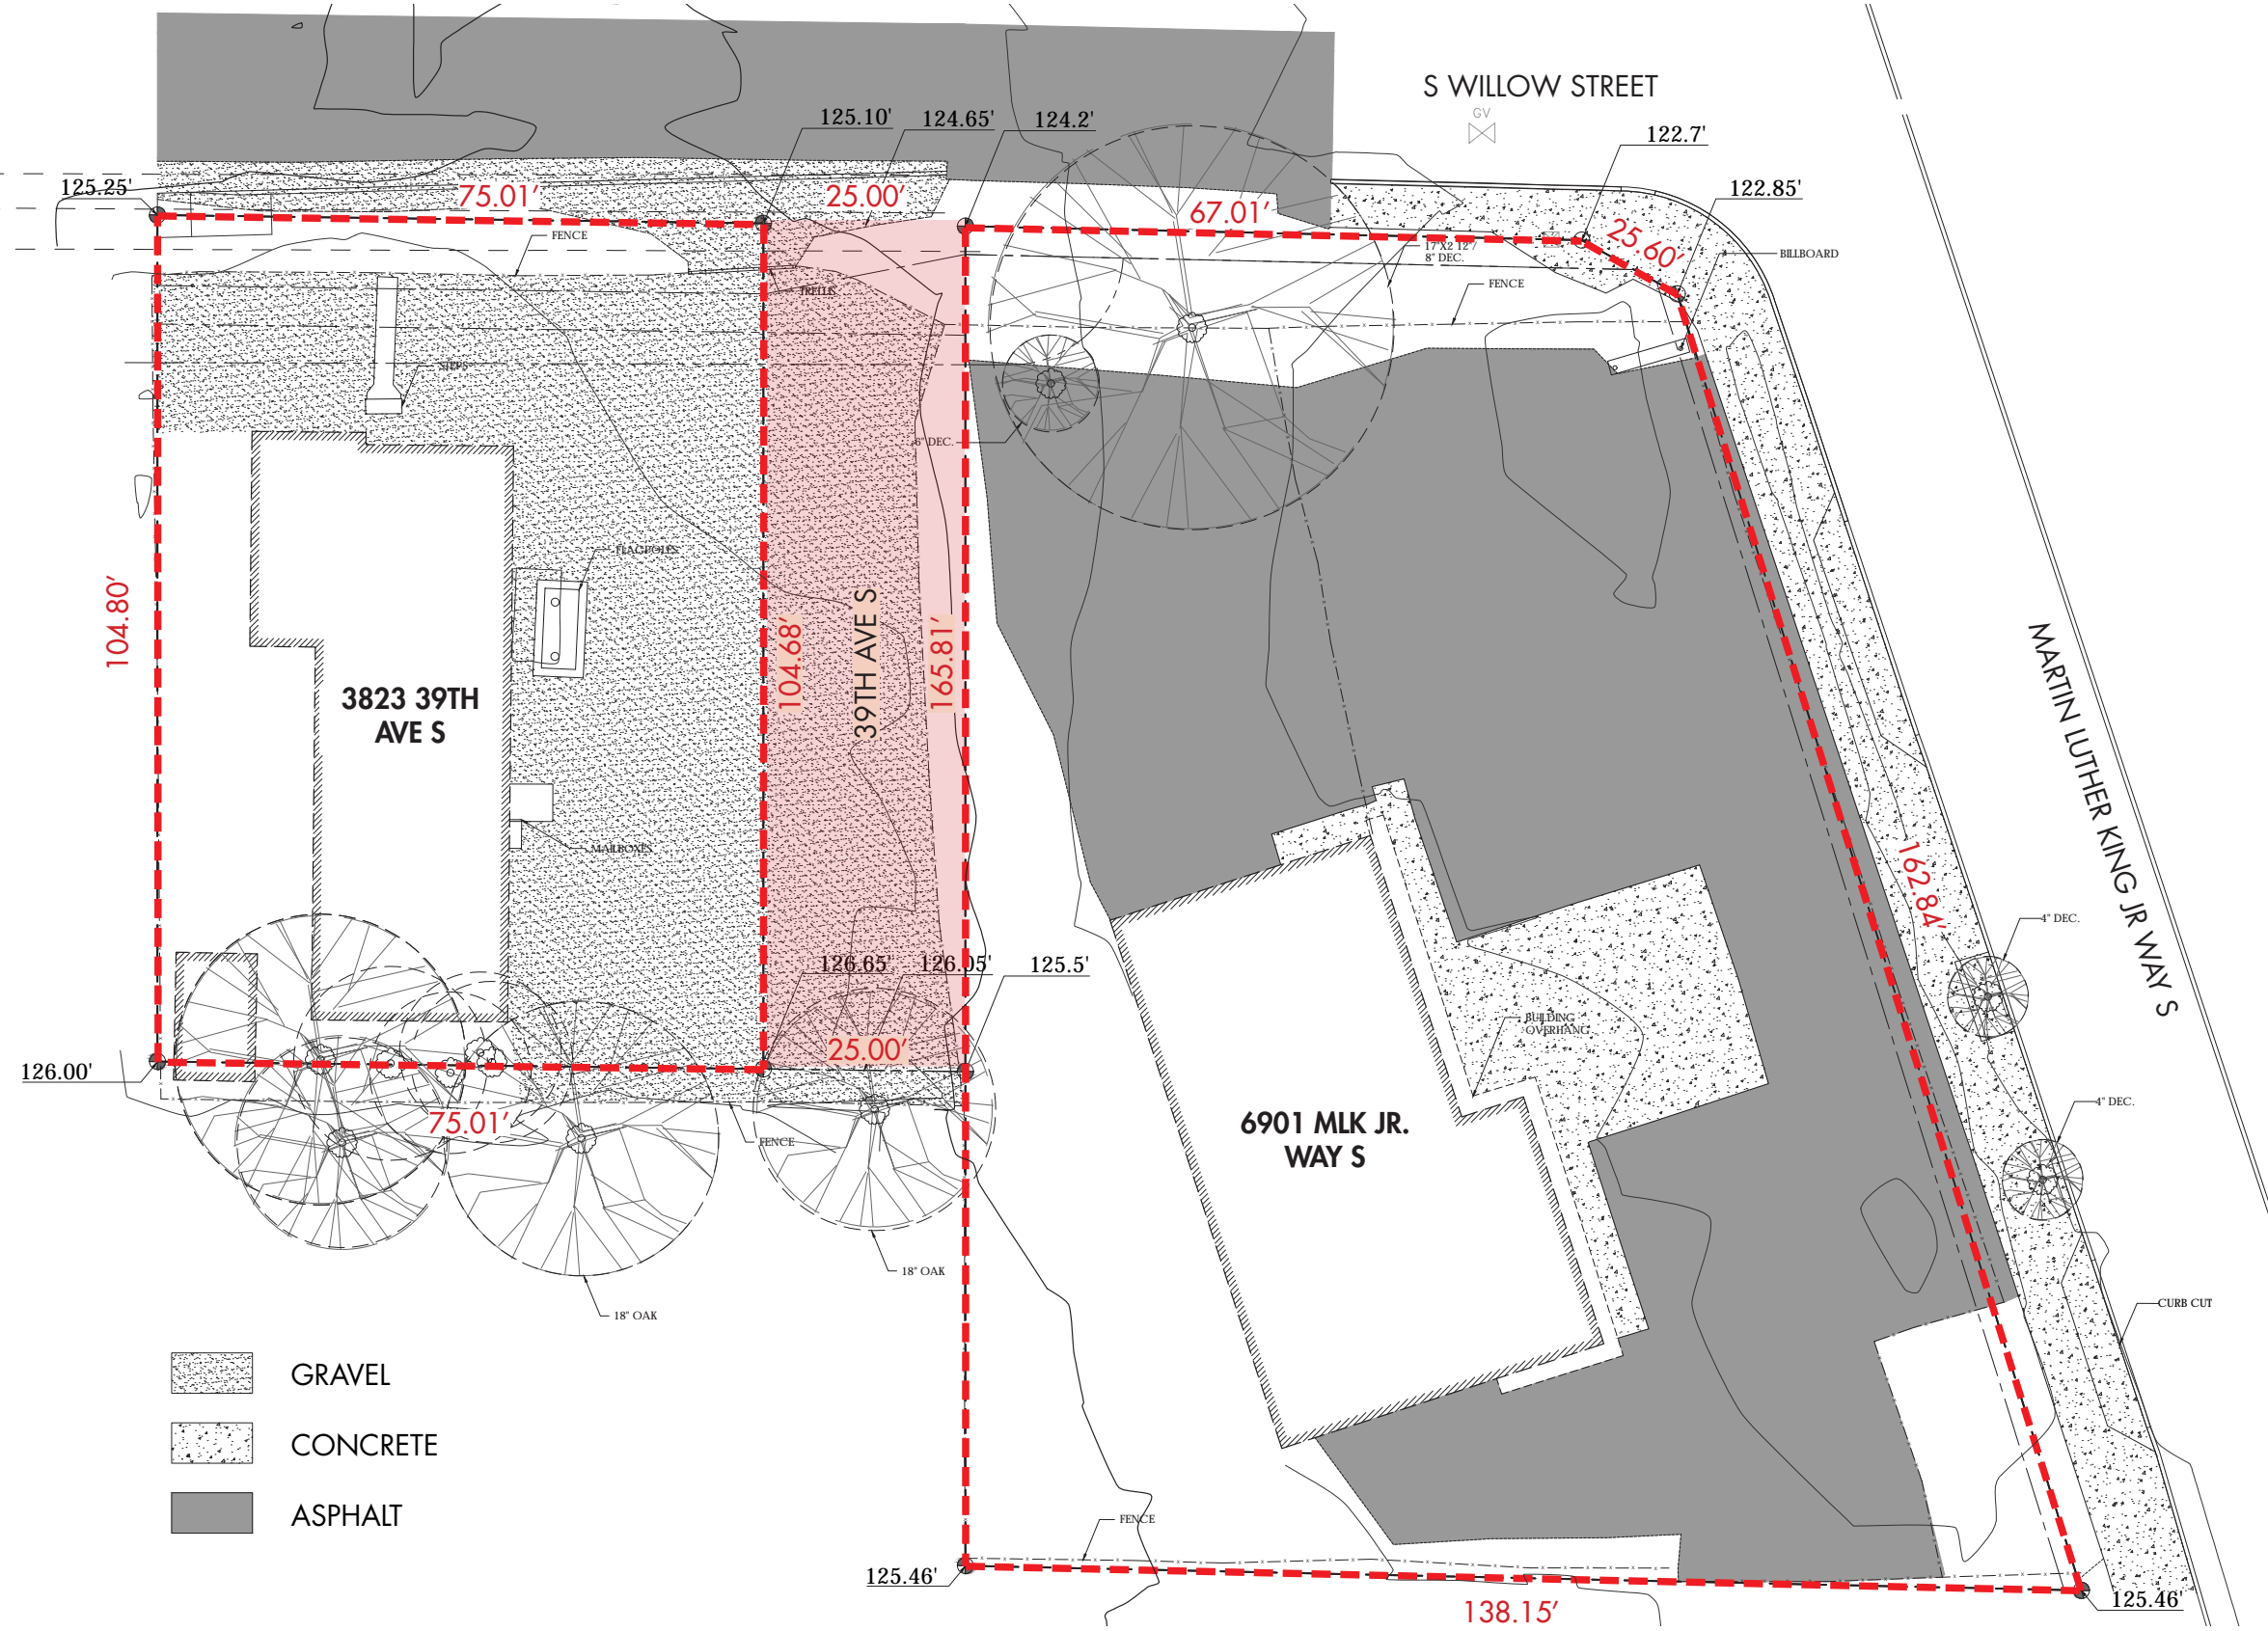 S WILLOW STREET
GV
125.10'
124.65'
124.2'
122.7'
125.25'
75.01'
25.00'
67.01'
122.85'
25.60'
FENCE
17"X2 12"/
8" DEC.
BILLBOARD
TRELLIS
FENCE
STEPS
6" DEC.
FLAGPOLES
104.80'
104.68'
39TH AVE S
165.81'
3823 39TH
AVE S
MARTIN LUTHER KING JR WAY S
MAILBOXES
162.84'
4" DEC.
126.65'
126.05'
125.5'
BUILDING
OVERHANG
25.00'
126.00'
75.01'
FENCE
6901 MLK JR.
WAY S
4" DEC.
18" OAK
18" OAK
CURB CUT
GRAVEL
CONCRETE
ASPHALT
FENCE
125.46'
138.15'
125.46'